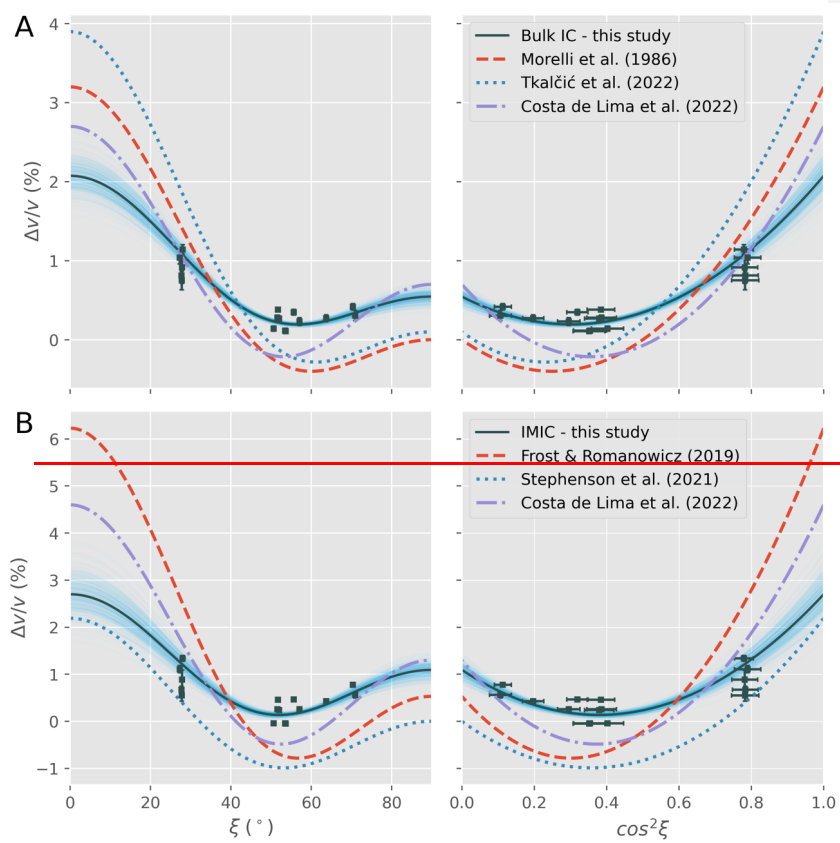 A
4
3
2
1
0
Δv/v (%)
Bulk IC - this study
Morelli et al. (1986)
Tkalčić et al. (2022)
Costa de Lima et al. (2022)
B
6
5
4
3
2
1
0
−1
Δv/v (%)
IMIC - this study
Frost & Romanowicz (2019)
Stephenson et al. (2021)
Costa de Lima et al. (2022)
0 20 40 60 80
0.0 0.2 0.4 0.6 0.8 1.0
ξ (°)
cos²ξ